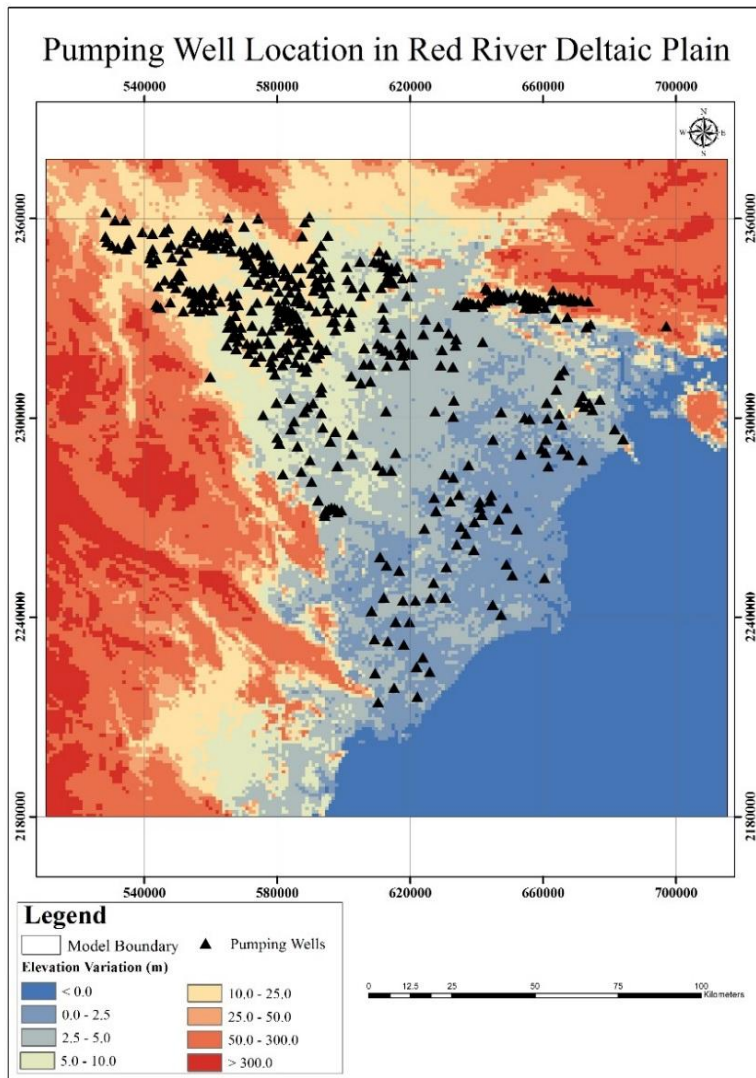 Pumping Well Location in Red River Deltaic Plain
540000 580000 620000 660000 700000
N
W E
S
2360000 2360000
2300000 2300000
2240000 2240000
2180000 2180000
540000 580000 620000 660000 700000
Legend
Model Boundary Pumping Wells
Elevation Variation (m)
< 0.0 10.0 - 25.0
0.0 - 2.5 25.0 - 50.0
2.5 - 5.0 50.0 - 300.0
5.0 - 10.0 > 300.0
0 12.5 25 50 75 100
Kilometers